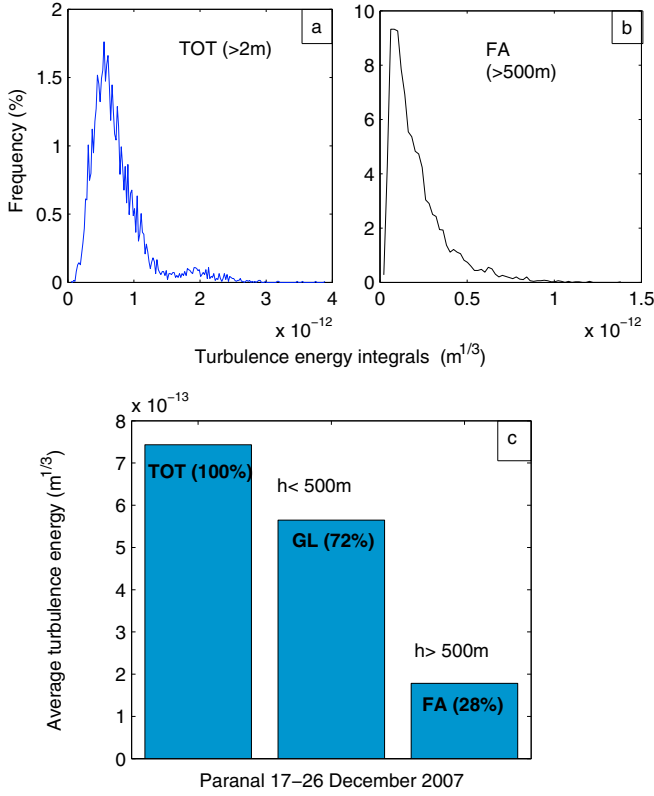 a
TOT (>2m)
Frequency (%)
2
1.5
1
0.5
0
0 1 2 3 4
x 10⁻¹²
b
FA
(>500m)
10
8
6
4
2
0
0 0.5 1 1.5
x 10⁻¹²
Turbulence energy integrals (m^1/3)
x 10⁻¹³
c
Average turbulence energy (m^1/3)
8
7
6
5
4
3
2
1
0
TOT (100%)
h< 500m
GL (72%)
h> 500m
FA (28%)
Paranal 17−26 December 2007